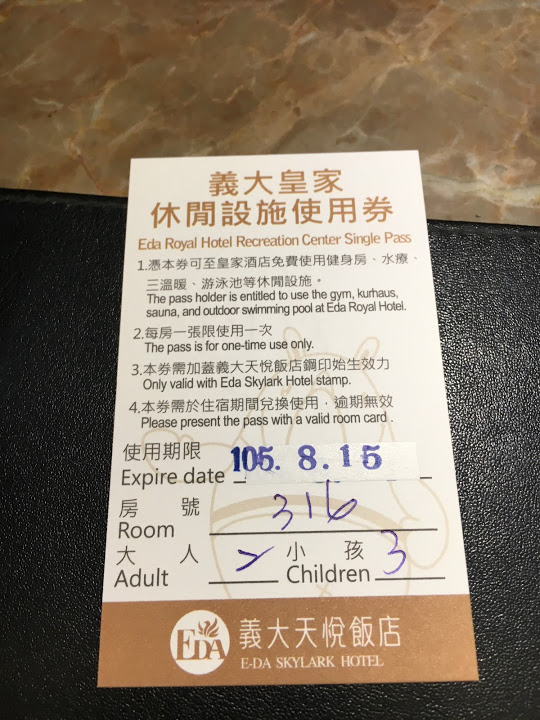 義大皇家
休閒設施使用券
Eda Royal Hotel Recreation Center Single Pass
1.憑本券可至皇家酒店免費使用健身房、水療、
三溫暖、游泳池等休閒設施。
The pass holder is entitled to use the gym, kurhaus,
sauna, and outdoor swimming pool at Eda Royal Hotel.
2.每房一張限使用一次
The pass is for one-time use only.
3.本券需加蓋義大天悅飯店鋼印始生效力
Only valid with Eda Skylark Hotel stamp.
4.本券需於住宿期間兌換使用，逾期無效.
Please present the pass with a valid room card .
使用期限
Expire date 105. 8. 15
房 號
Room 316
大 人 小 孩
Adult 2 Children 3
EDA 義大天悅飯店
E-DA SKYLARK HOTEL